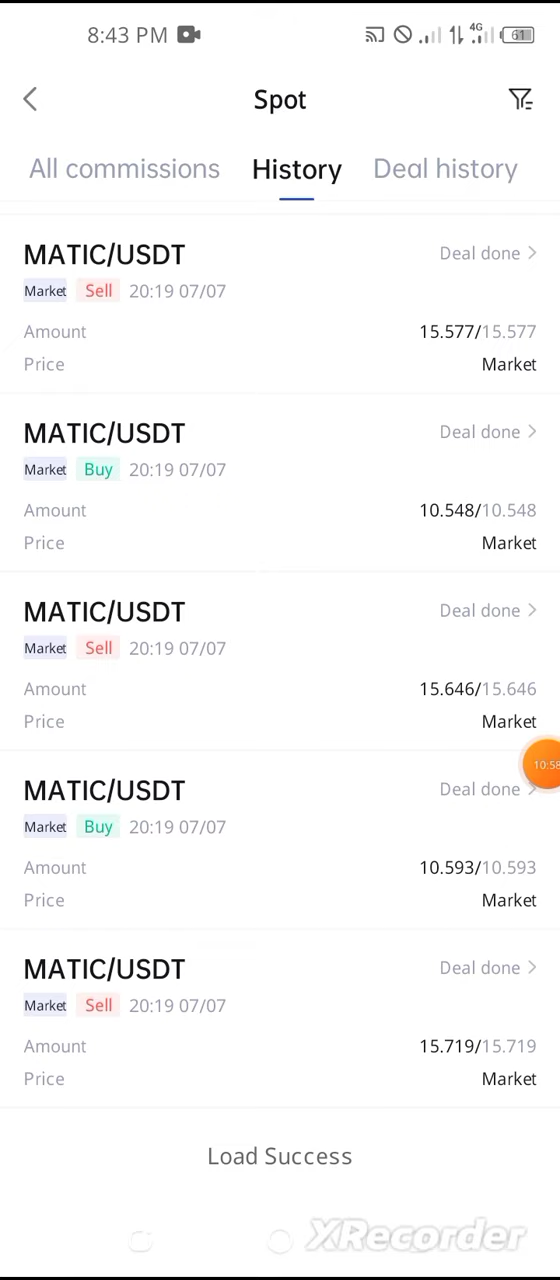 8:43 PM 4G 61
Spot
All commissions History Deal history
MATIC/USDT Deal done
Market Sell 20:19 07/07
Amount 15.577/15.577
Price Market
MATIC/USDT Deal done
Market Buy 20:19 07/07
Amount 10.548/10.548
Price Market
MATIC/USDT Deal done
Market Sell 20:19 07/07
Amount 15.646/15.646
Price Market
10:58
MATIC/USDT Deal done
Market Buy 20:19 07/07
Amount 10.593/10.593
Price Market
MATIC/USDT Deal done
Market Sell 20:19 07/07
Amount 15.719/15.719
Price Market
Load Success
XRecorder